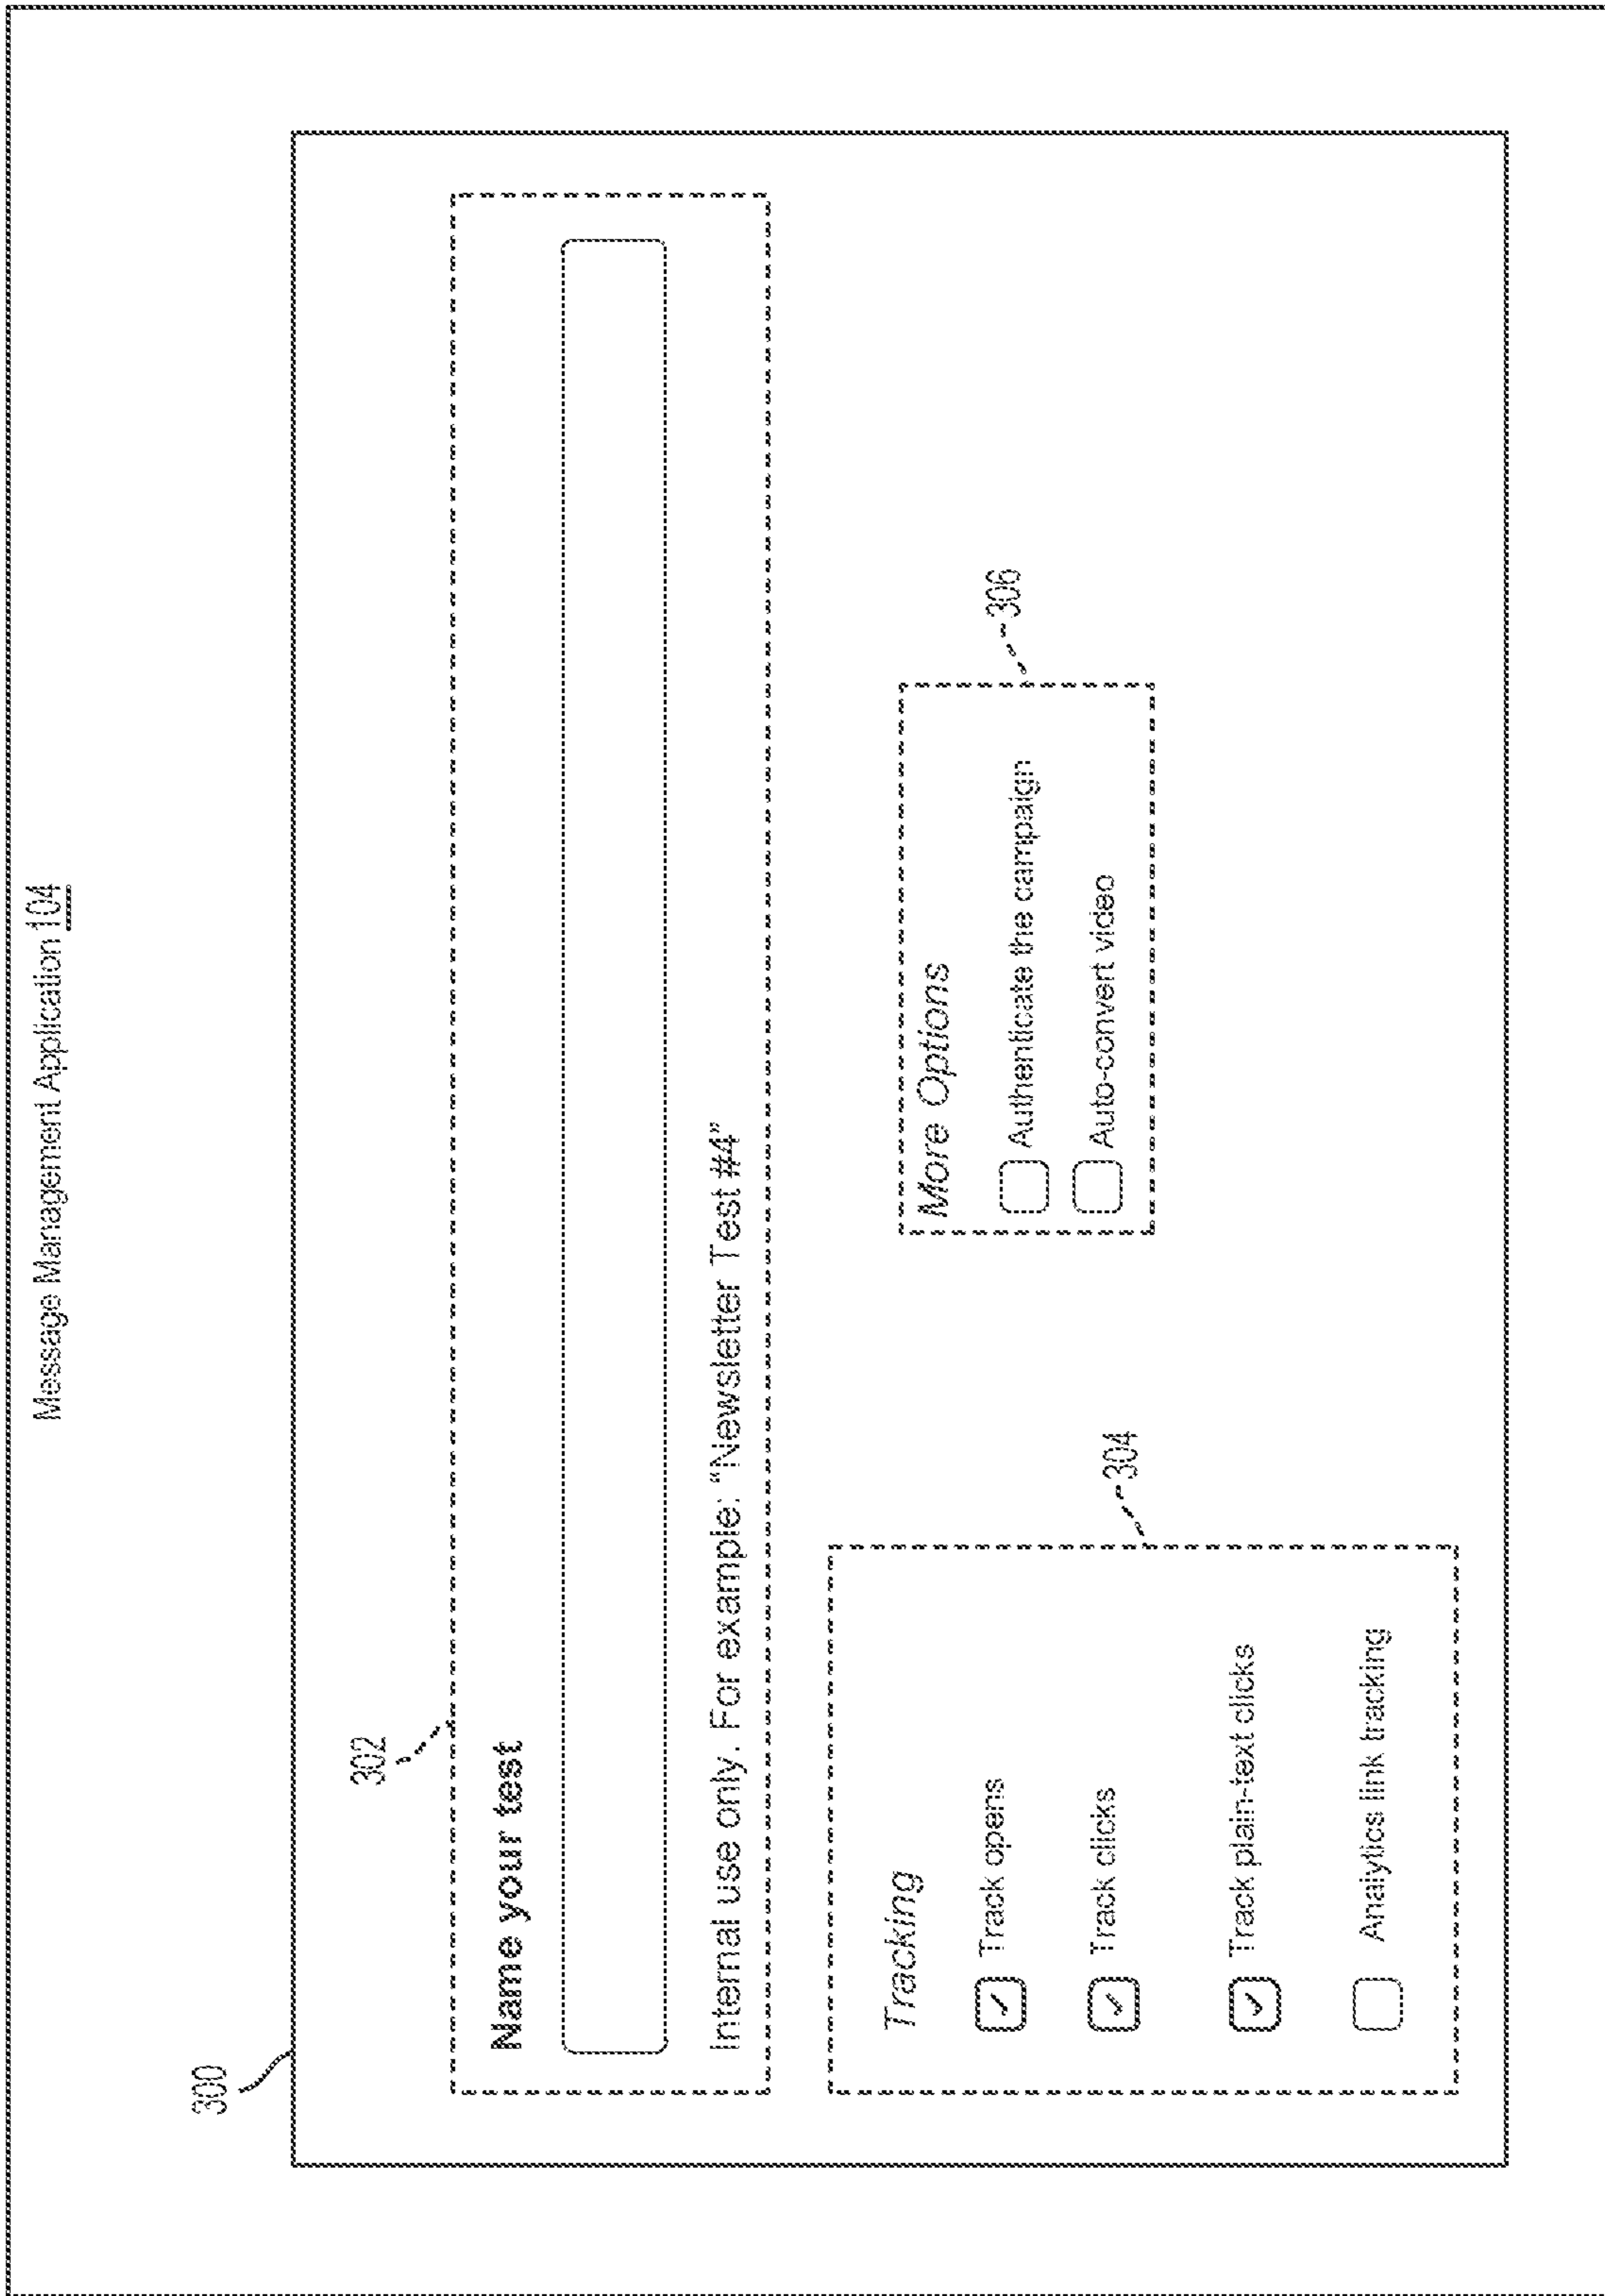 Message Management Application 104
300
302
Name your test
Internal use only. For example: "Newsletter Test #4"
Tracking
Track opens
Track clicks
Track plain-text clicks
Analytics link tracking
304
More Options
Authenticate the campaign
Auto-convert video
306